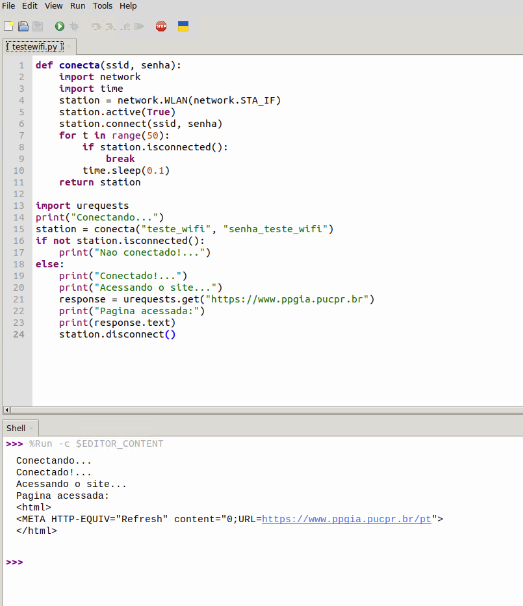 File Edit View Run Tools Help
[ testewifi.py ]
1 def conecta(ssid, senha):
2     import network
3     import time
4     station = network.WLAN(network.STA_IF)
5     station.active(True)
6     station.connect(ssid, senha)
7     for t in range(50):
8         if station.isconnected():
9             break
10         time.sleep(0.1)
11     return station
12
13 import urequests
14 print("Conectando...")
15 station = conecta("teste_wifi", "senha_teste_wifi")
16 if not station.isconnected():
17     print("Nao conectado!...")
18 else:
19     print("Conectado!...")
20     print("Acessando o site...")
21     response = urequests.get("https://www.ppgia.pucpr.br")
22     print("Pagina acessada:")
23     print(response.text)
24     station.disconnect()
Shell
>>> %Run -c $EDITOR_CONTENT
Conectando...
Conectado!...
Acessando o site...
Pagina acessada:
<html>
<META HTTP-EQUIV="Refresh" content="0;URL=https://www.ppgia.pucpr.br/pt">
</html>
>>>